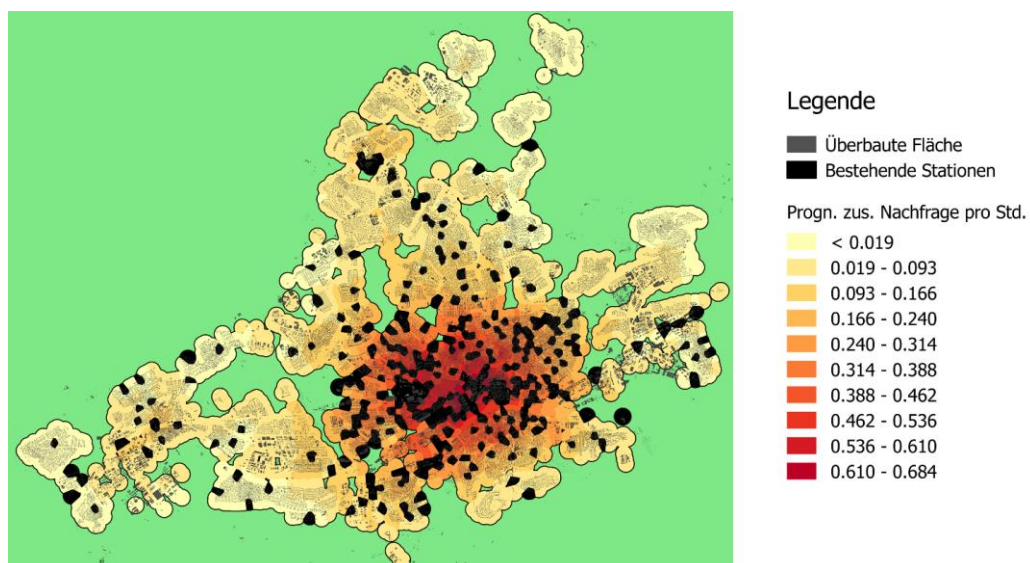 Legende
Überbaute Fläche
Bestehende Stationen
Progn. zus. Nachfrage pro Std.
< 0.019
0.019 - 0.093
0.093 - 0.166
0.166 - 0.240
0.240 - 0.314
0.314 - 0.388
0.388 - 0.462
0.462 - 0.536
0.536 - 0.610
0.610 - 0.684